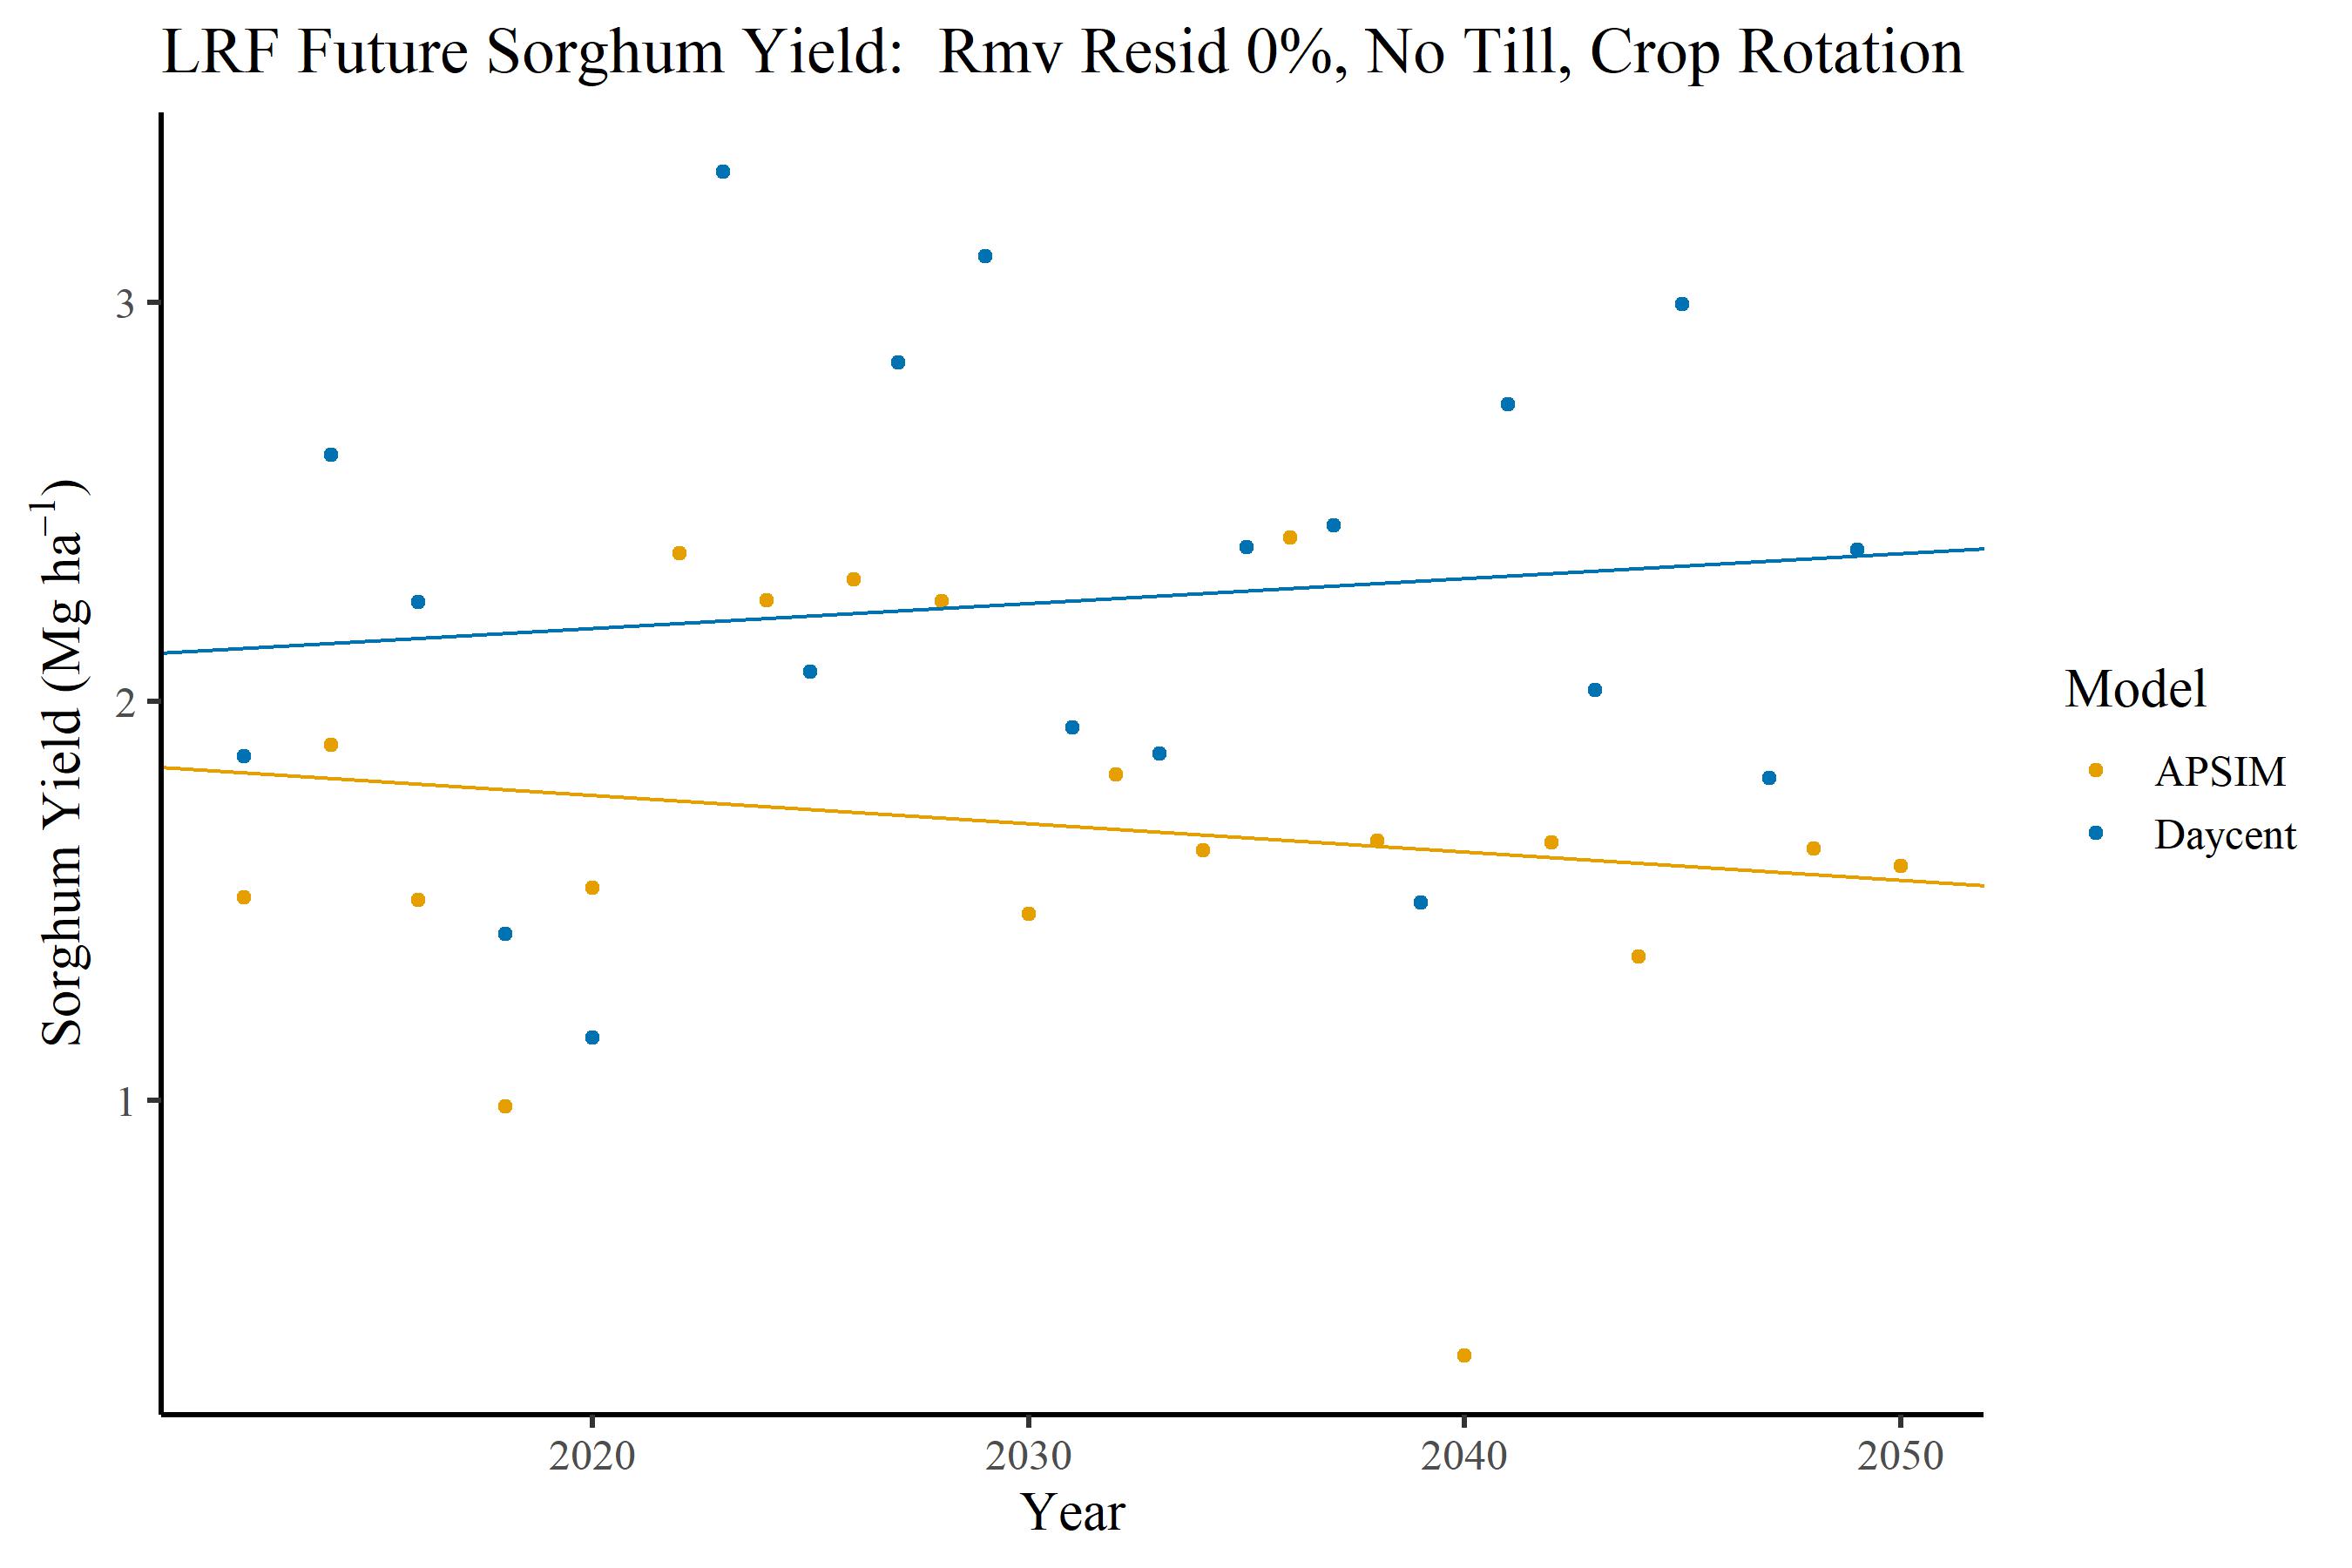 LRF Future Sorghum Yield:  Rmv Resid 0%, No Till, Crop Rotation
Sorghum Yield (Mg ha⁻¹)
3
2
1
2020
2030
2040
2050
Year
Model
APSIM
Daycent